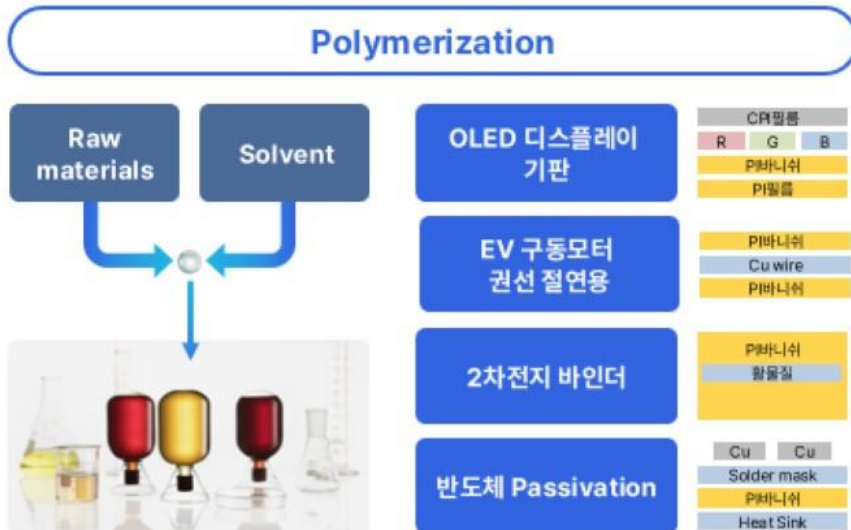 Polymerization
Raw
materials
Solvent
OLED 디스플레이
기판
CPI필름
R G B
PI바니쉬
PI필름
EV 구동모터
권선 절연용
PI바니쉬
Cu wire
PI바니쉬
2차전지 바인더
PI바니쉬
활물질
반도체 Passivation
Cu Cu
Solder mask
PI바니쉬
Heat Sink